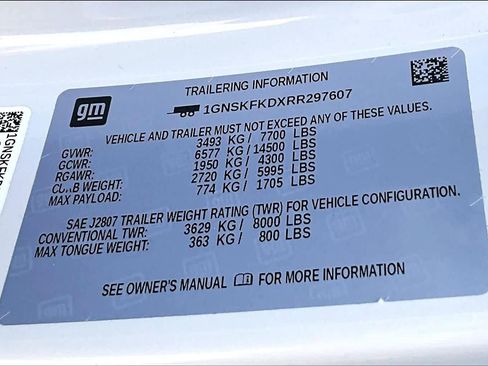 TRAILERING INFORMATION
gm
1GNSKFKDXRR297607
VEHICLE AND TRAILER MUST NOT EXCEED ANY OF THESE VALUES.
GVWR: 3493 KG / 7700 LBS
GCWR: 6577 KG / 14500 LBS
RGAWR: 1950 KG / 4300 LBS
CURB WEIGHT: 2720 KG / 5995 LBS
MAX PAYLOAD: 774 KG / 1705 LBS
SAE J2807 TRAILER WEIGHT RATING (TWR) FOR VEHICLE CONFIGURATION.
CONVENTIONAL TWR: 3629 KG / 8000 LBS
MAX TONGUE WEIGHT: 363 KG / 800 LBS
SEE OWNER'S MANUAL FOR MORE INFORMATION